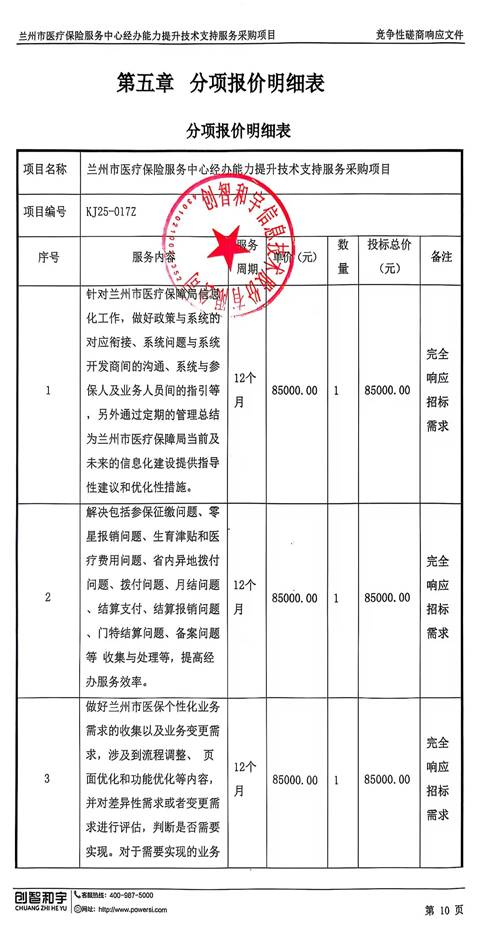 兰州市医疗保险服务中心经办能力提升技术支持服务采购项目 竞争性磋商响应文件
第五章 分项报价明细表
分项报价明细表
项目名称 兰州市医疗保险服务中心经办能力提升技术支持服务采购项目
项目编号 KJ25-017Z
序号 服务内容 服务周期 单价(元) 数量 投标总价(元) 备注
创智和宇信息技术股份有限公司
针对兰州市医疗保障局信息
化工作，做好政策与系统的
对应衔接、系统问题与系统
开发商间的沟通、系统与参
保人及业务人员间的指引等
，另外通过定期的管理总结
为兰州市医疗保障局当前及
未来的信息化建设提供指导
性建议和优化性措施。
1 12个月 85000.00 1 85000.00 完全响应招标需求
解决包括参保征缴问题、零
星报销问题、生育津贴和医
疗费用问题、省内异地拨付
问题、拨付问题、月结问题
、结算支付、结算报销问题
、门特结算问题、备案问题
等 收集与处理等，提高经
办服务效率。
2 12个月 85000.00 1 85000.00 完全响应招标需求
做好兰州市医保个性化业务
需求的收集以及业务变更需
求，涉及到流程调整、 页
面优化和功能优化等内容，
并对差异性需求或者变更需
求进行评估，判断是否需要
实现。对于需要实现的业务
3 12个月 85000.00 1 85000.00 完全响应招标需求
创智和宇
CHUANG ZHI HE YU
客服热线：400-987-5000
网址：http://www.powersi.com
第 10 页